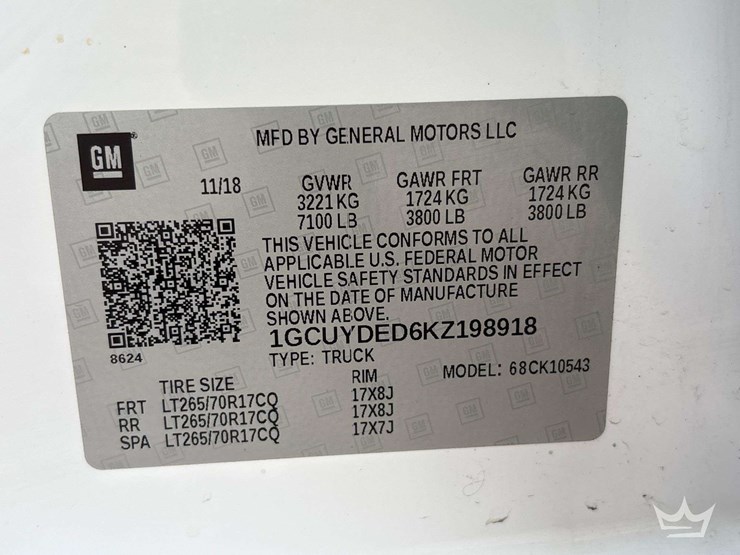 GM
MFD BY GENERAL MOTORS LLC
11/18
GVWR GAWR FRT GAWR RR
3221 KG 1724 KG 1724 KG
7100 LB 3800 LB 3800 LB
THIS VEHICLE CONFORMS TO ALL
APPLICABLE U.S. FEDERAL MOTOR
VEHICLE SAFETY STANDARDS IN EFFECT
ON THE DATE OF MANUFACTURE
SHOWN ABOVE.
1GCUYDED6KZ198918
8624
TYPE: TRUCK
MODEL: 68CK10543
TIRE SIZE RIM
FRT LT265/70R17CQ 17X8J
RR LT265/70R17CQ 17X8J
SPA LT265/70R17CQ 17X7J